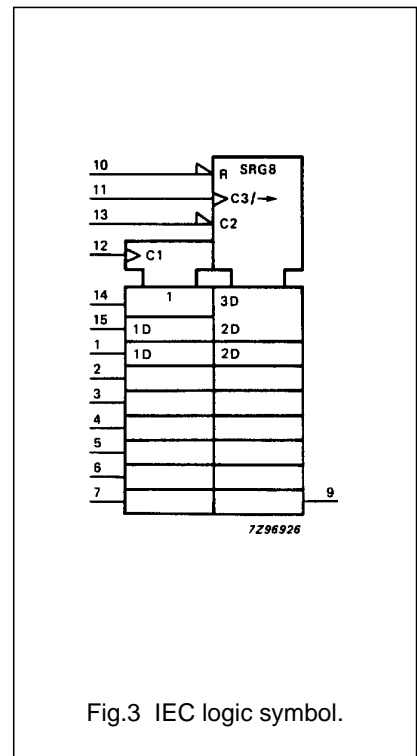 10 R SRG8
11 C3/→
13 C2
12 C1
14 1 3D
15 1D 2D
1 1D 2D
2
3
4
5
6
7 9
7Z96926
Fig.3 IEC logic symbol.